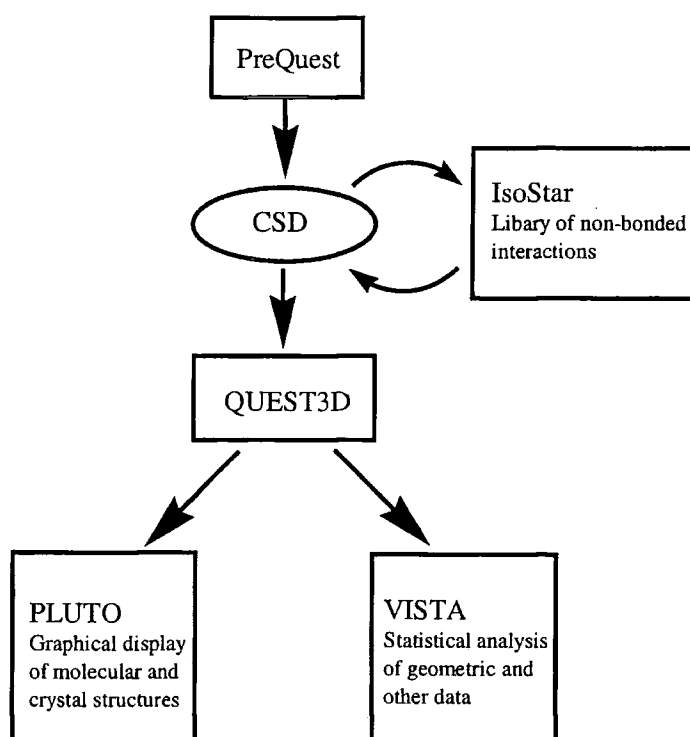 PreQuest
CSD
IsoStar
Libary of non-bonded
interactions
QUEST3D
PLUTO
Graphical display
of molecular and
crystal structures
VISTA
Statistical analysis
of geometric and
other data